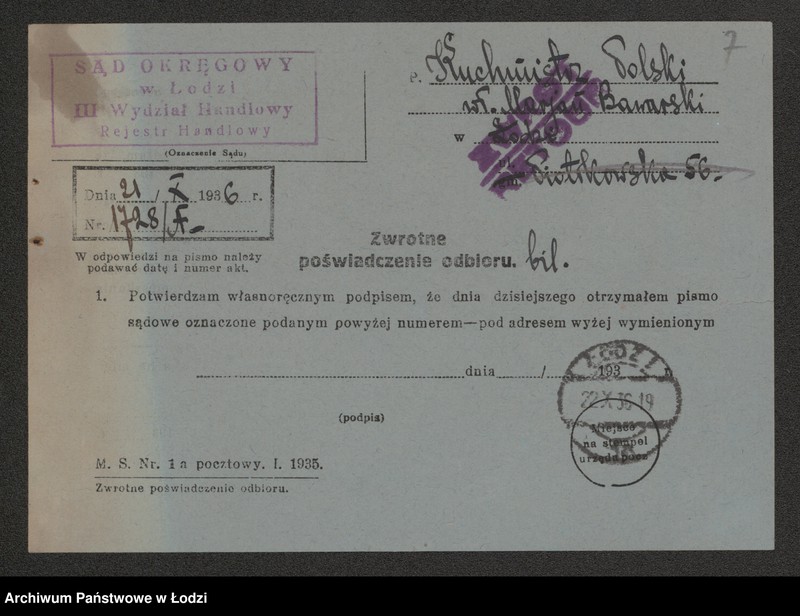 7
SĄD OKRĘGOWY
w Łodzi
III Wydział Handlowy
Rejestr Handlowy
(Oznaczenie Sądu)
P. Kuchmistrz Polski
wł. Marjan Bawarski
w Łodzi
Piotrkowska 56.
Dnia 21 / X 1936 r.
Nr. 1728/A
W odpowiedzi na pismo należy
podawać datę i numer akt.
Zwrotne
poświadczenie odbioru. bil.
1. Potwierdzam własnoręcznym podpisem, że dnia dzisiejszego otrzymałem pismo
sądowe oznaczone podanym powyżej numerem—pod adresem wyżej wymienionym
dnia / 193 r.
(podpis)
ŁÓDŹ 1
22.X.36-19
Miejsce
na stempel
urzędu pocz
M. S. Nr. 1 a pocztowy. I. 1935.
Zwrotne poświadczenie odbioru.
Archiwum Państwowe w Łodzi